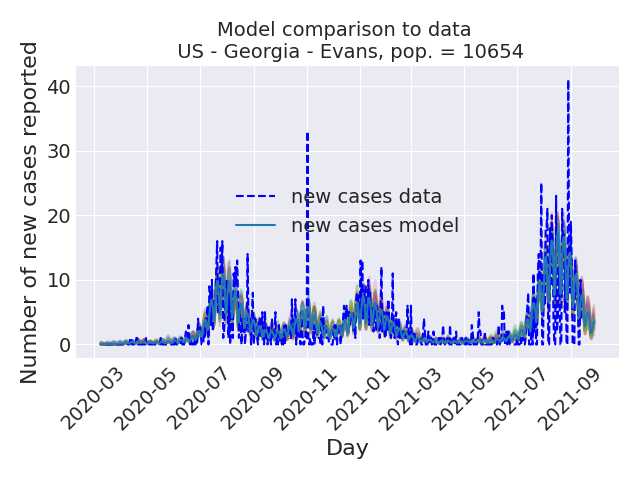 Model comparison to data
US - Georgia - Evans, pop. = 10654
Number of new cases reported
40
30
20
10
0
new cases data
new cases model
2020-03
2020-05
2020-07
2020-09
2020-11
2021-01
2021-03
2021-05
2021-07
2021-09
Day